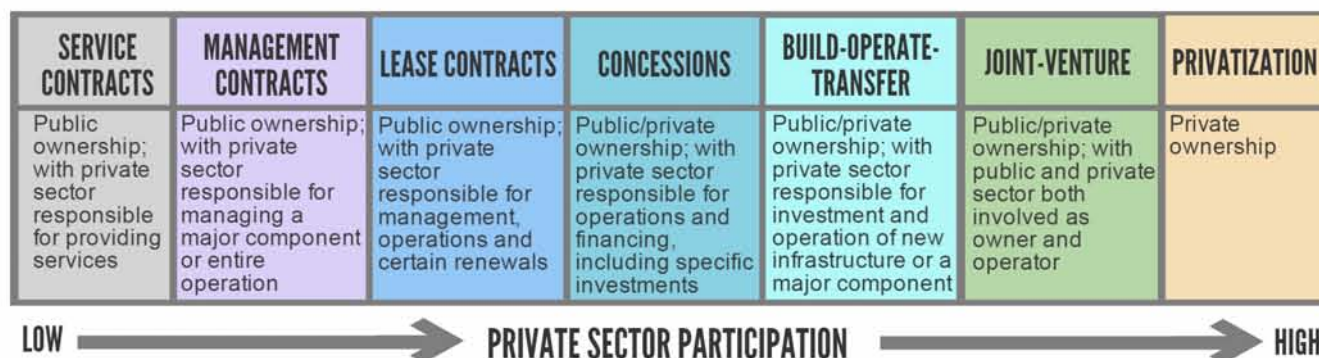 SERVICE
CONTRACTS
MANAGEMENT
CONTRACTS
LEASE CONTRACTS
CONCESSIONS
BUILD-OPERATE-
TRANSFER
JOINT-VENTURE
PRIVATIZATION
Public
ownership;
with private
sector
responsible
for providing
services
Public ownership;
with private
sector
responsible for
managing a
major component
or entire
operation
Public ownership;
with private
sector
responsible for
management,
operations and
certain renewals
Public/private
ownership; with
private sector
responsible for
operations and
financing,
including specific
investments
Public/private
ownership; with
private sector
responsible for
investment and
operation of new
infrastructure or a
major component
Public/private
ownership; with
public and private
sector both
involved as
owner and
operator
Private
ownership
LOW
PRIVATE SECTOR PARTICIPATION
HIGH